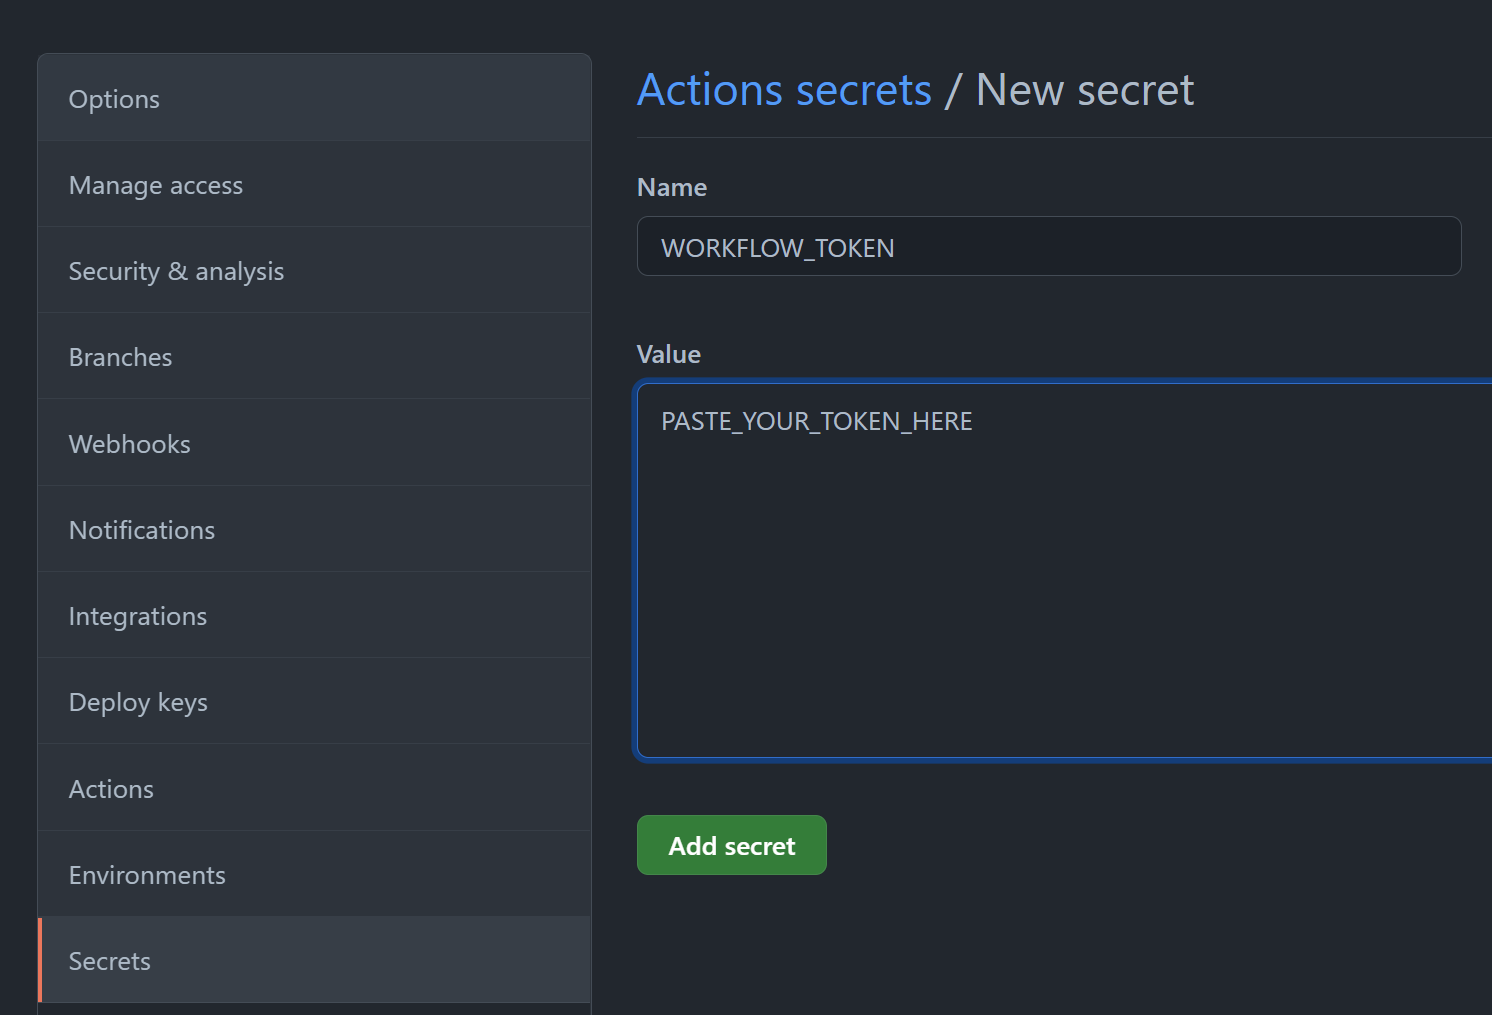 Options
Manage access
Security & analysis
Branches
Webhooks
Notifications
Integrations
Deploy keys
Actions
Environments
Secrets
Actions secrets / New secret
Name
WORKFLOW_TOKEN
Value
PASTE_YOUR_TOKEN_HERE
Add secret